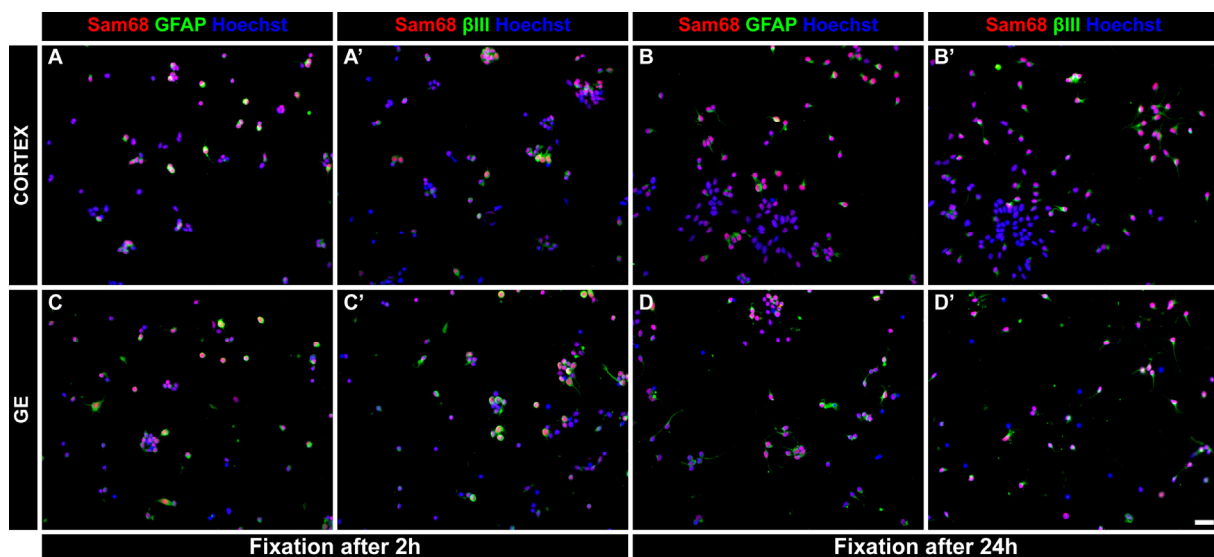 Sam68 GFAP Hoechst
Sam68 βIII Hoechst
Sam68 GFAP Hoechst
Sam68 βIII Hoechst
CORTEX
A
A'
B
B'
GE
C
C'
D
D'
Fixation after 2h
Fixation after 24h